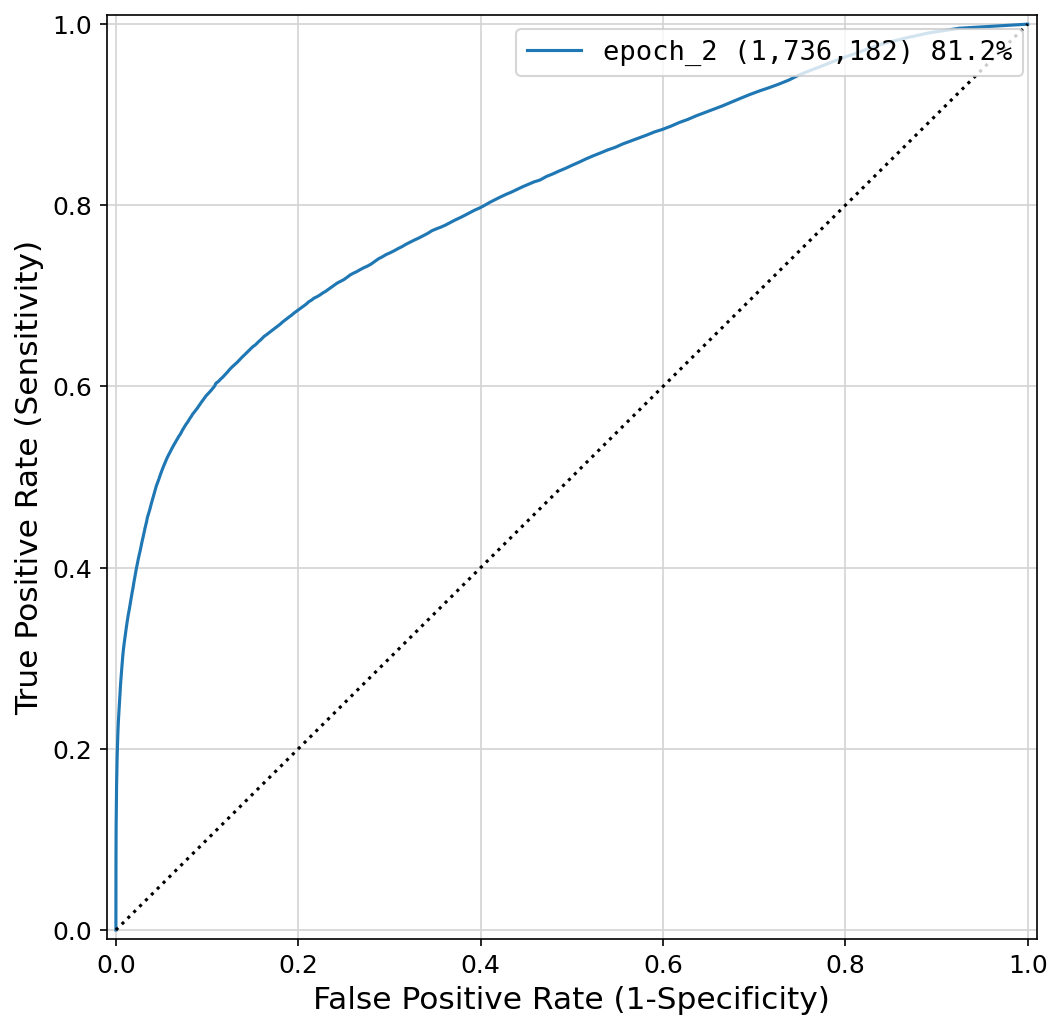 epoch_2 (1,736,182) 81.2%
1.0
0.8
0.6
0.4
0.2
0.0
True Positive Rate (Sensitivity)
0.0 0.2 0.4 0.6 0.8 1.0
False Positive Rate (1-Specificity)